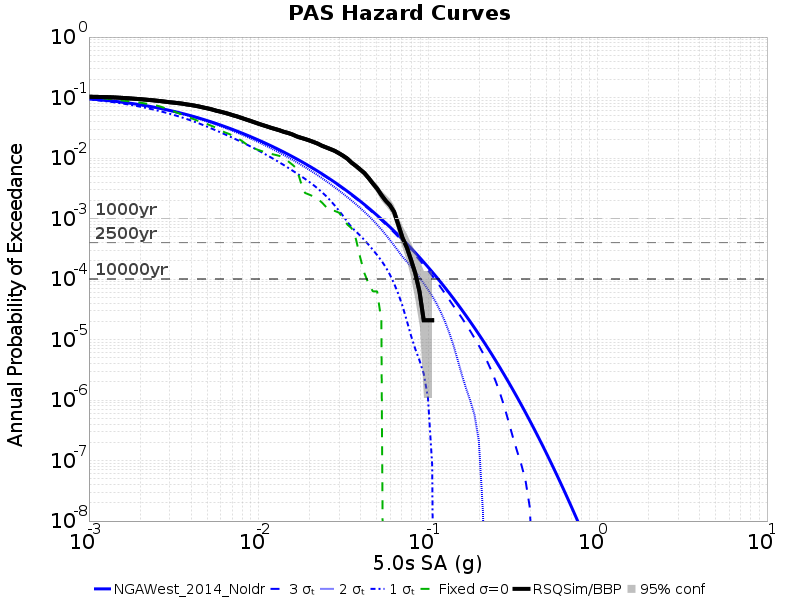 PAS Hazard Curves
Annual Probability of Exceedance
10^0
10^-1
10^-2
10^-3
10^-4
10^-5
10^-6
10^-7
10^-8
1000yr
2500yr
10000yr
10^-3 10^-2 10^-1 10^0 10^1
5.0s SA (g)
NGAWest_2014_NoIdr 3 σₜ 2 σₜ 1 σₜ Fixed σ=0 RSQSim/BBP 95% conf